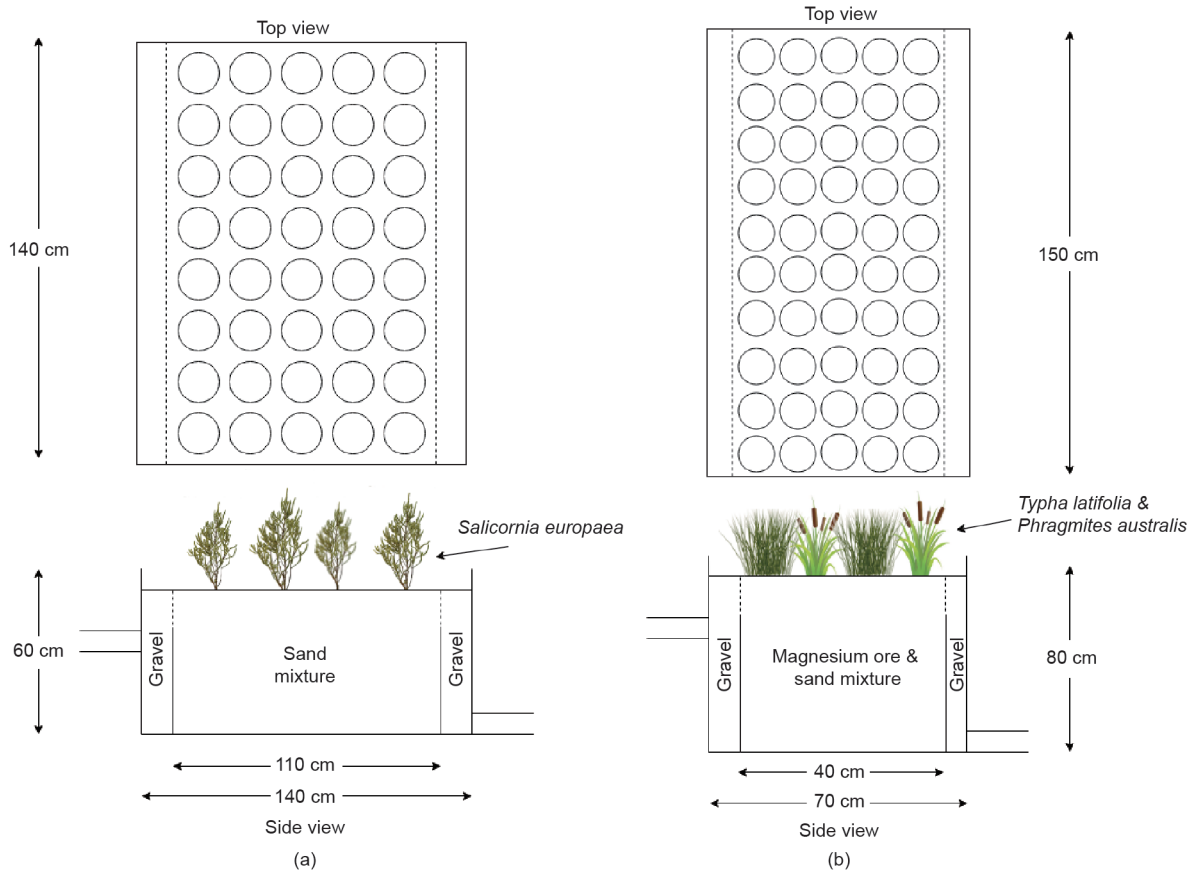 Top view
140 cm
Salicornia europaea
60 cm
Gravel
Sand
mixture
Gravel
110 cm
140 cm
Side view
(a)
Top view
150 cm
Typha latifolia &
Phragmites australis
Gravel
Magnesium ore &
sand mixture
Gravel
80 cm
40 cm
70 cm
Side view
(b)